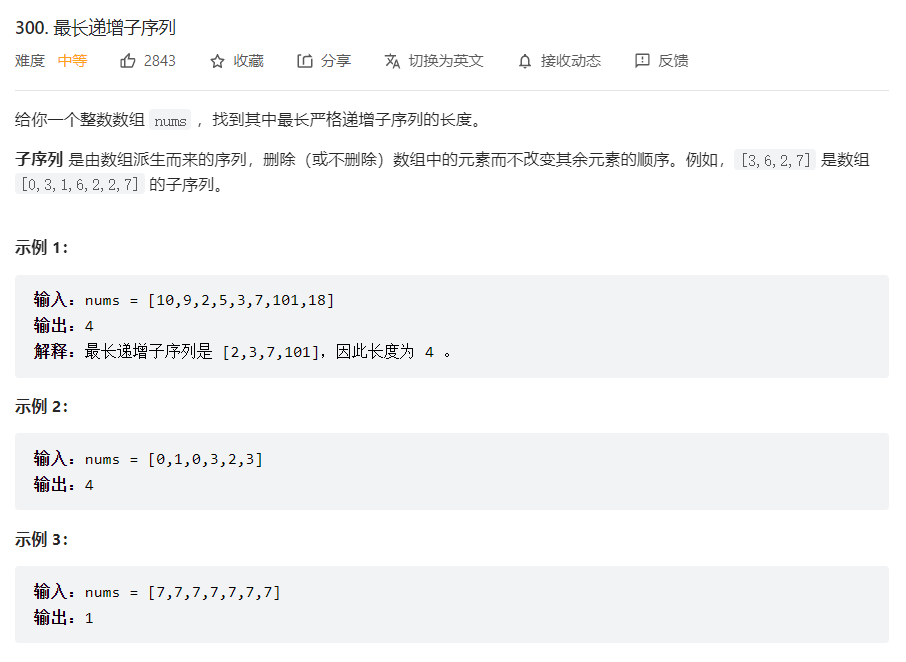 300. 最长递增子序列
难度 中等 2843 收藏 分享 切换为英文 接收动态 反馈
给你一个整数数组 nums ，找到其中最长严格递增子序列的长度。
子序列 是由数组派生而来的序列，删除（或不删除）数组中的元素而不改变其余元素的顺序。例如，[3,6,2,7] 是数组
[0,3,1,6,2,2,7] 的子序列。
示例 1：
输入：nums = [10,9,2,5,3,7,101,18]
输出：4
解释：最长递增子序列是 [2,3,7,101]，因此长度为 4 。
示例 2：
输入：nums = [0,1,0,3,2,3]
输出：4
示例 3：
输入：nums = [7,7,7,7,7,7,7]
输出：1